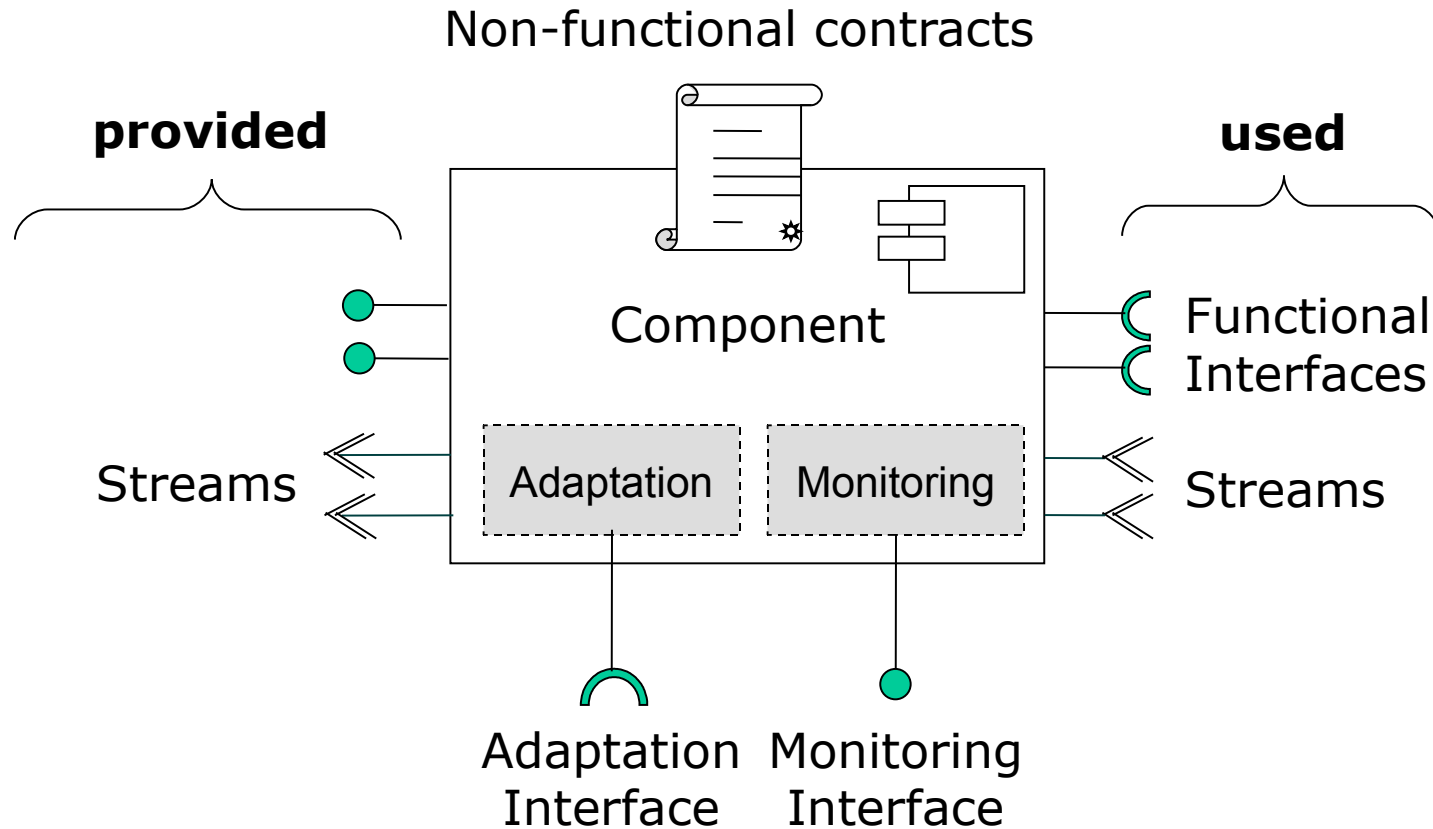 Non-functional contracts
provided
used
Component
Functional
Interfaces
Streams
Adaptation
Monitoring
Streams
Adaptation
Interface
Monitoring
Interface